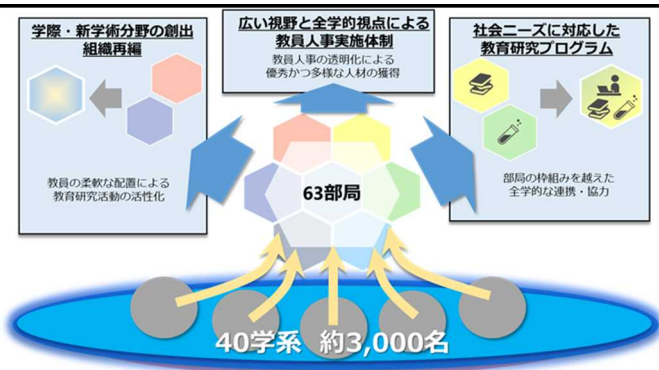 学際・新学術分野の創出
組織再編
教員の柔軟な配置による
教育研究活動の活性化
広い視野と全学的視点による
教員人事実施体制
教員人事の透明化による
優秀かつ多様な人材の獲得
社会ニーズに対応した
教育研究プログラム
部局の枠組みを越えた
全学的な連携・協力
63部局
40学系 約3,000名